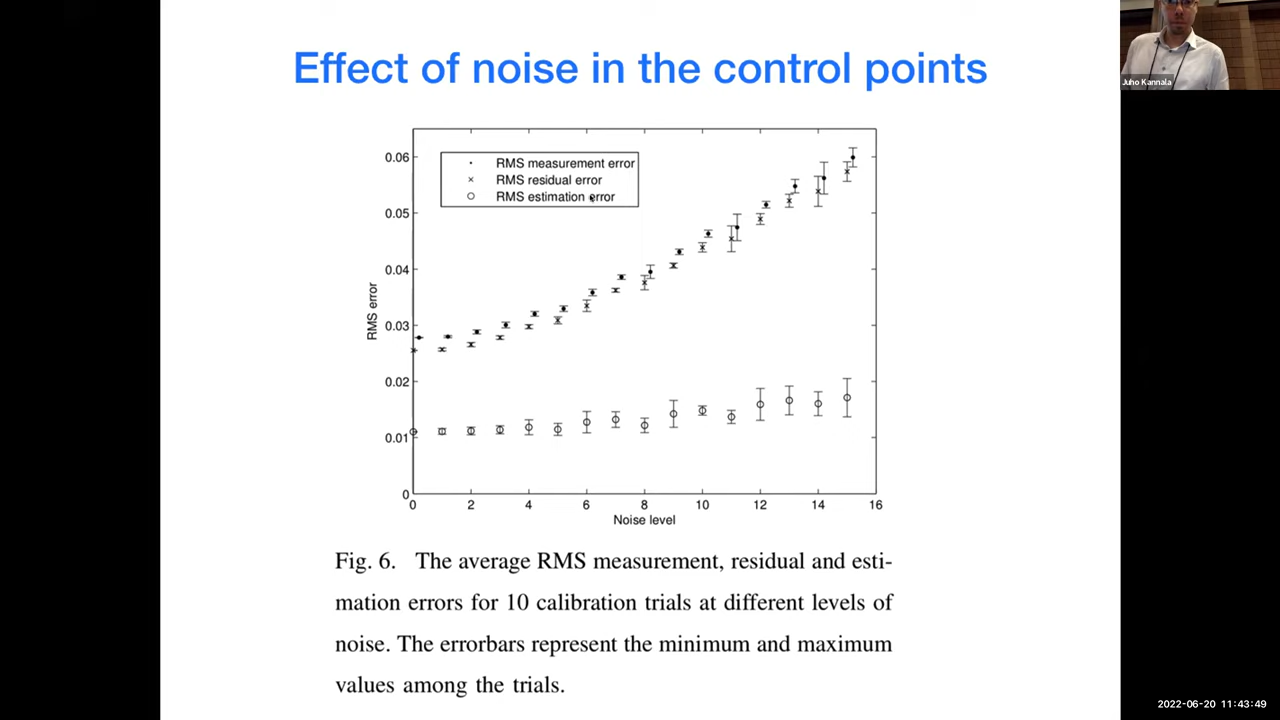 Effect of noise in the control points
Juho Kannala
RMS measurement error
RMS residual error
RMS estimation error
0.06
0.05
0.04
0.03
0.02
0.01
0
RMS error
0 2 4 6 8 10 12 14 16
Noise level
Fig. 6. The average RMS measurement, residual and esti-
mation errors for 10 calibration trials at different levels of
noise. The errorbars represent the minimum and maximum
values among the trials.
2022-06-20 11:43:49